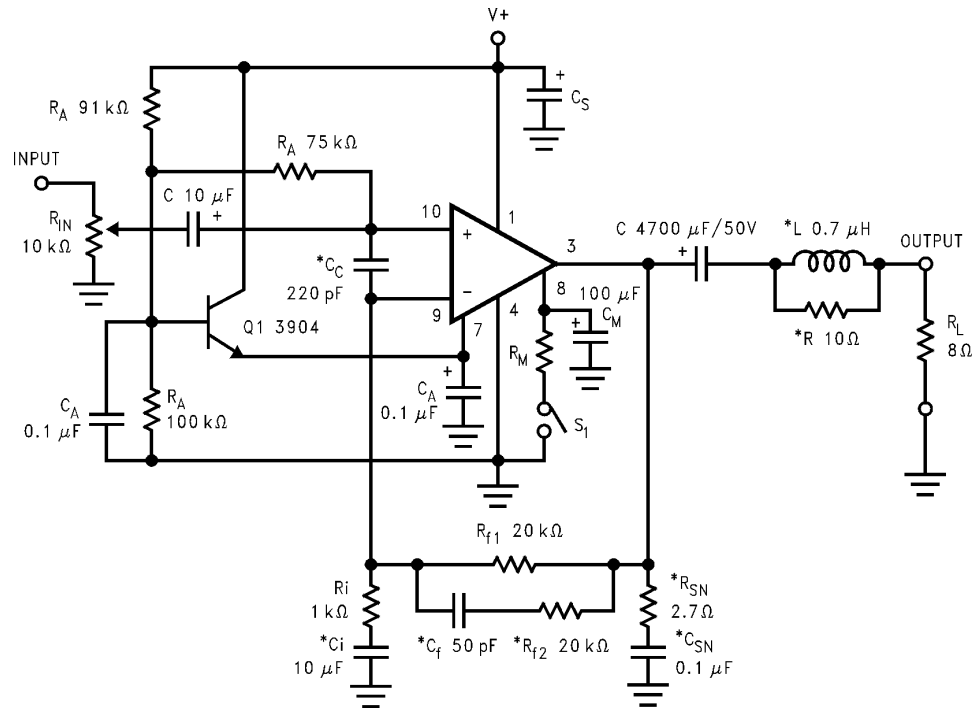 V+
R_A 91 kΩ
+
C_S
R_A 75 kΩ
INPUT
C 10 μF
+
R_IN
10 kΩ
10
+
1
*C_C
220 pF
−
9
7
4
3
8
C 4700 μF/50V
+
*L 0.7 μH
OUTPUT
*R 10Ω
R_L
8Ω
100 μF
+
C_M
R_M
S_1
Q1 3904
+
C_A
0.1 μF
C_A
0.1 μF
R_A
100 kΩ
R_f1 20 kΩ
Ri
1 kΩ
*Ci
10 μF
*C_f 50 pF
*R_f2 20 kΩ
*R_SN
2.7Ω
*C_SN
0.1 μF